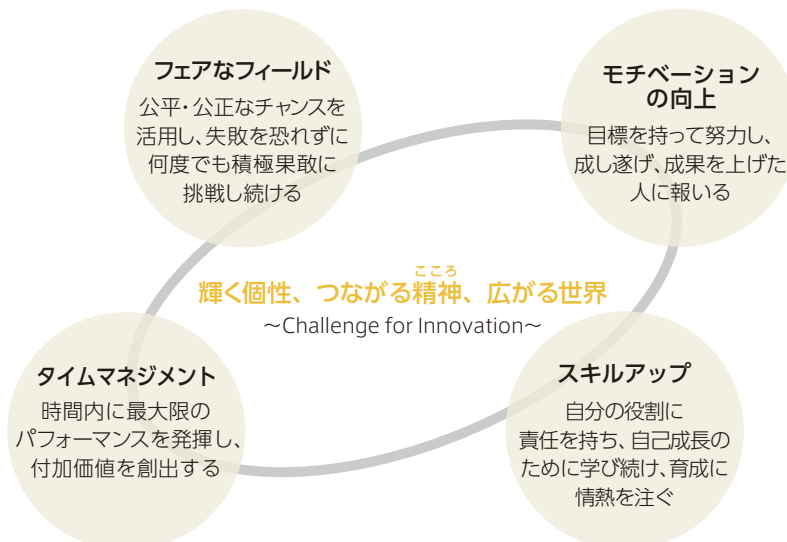 フェアなフィールド
公平・公正なチャンスを
活用し、失敗を恐れずに
何度でも積極果敢に
挑戦し続ける
モチベーション
の向上
目標を持って努力し、
成し遂げ、成果を上げた
人に報いる
こころ
輝く個性、つながる精神、広がる世界
～Challenge for Innovation～
タイムマネジメント
時間内に最大限の
パフォーマンスを発揮し、
付加価値を創出する
スキルアップ
自分の役割に
責任を持ち、自己成長の
ために学び続け、育成に
情熱を注ぐ